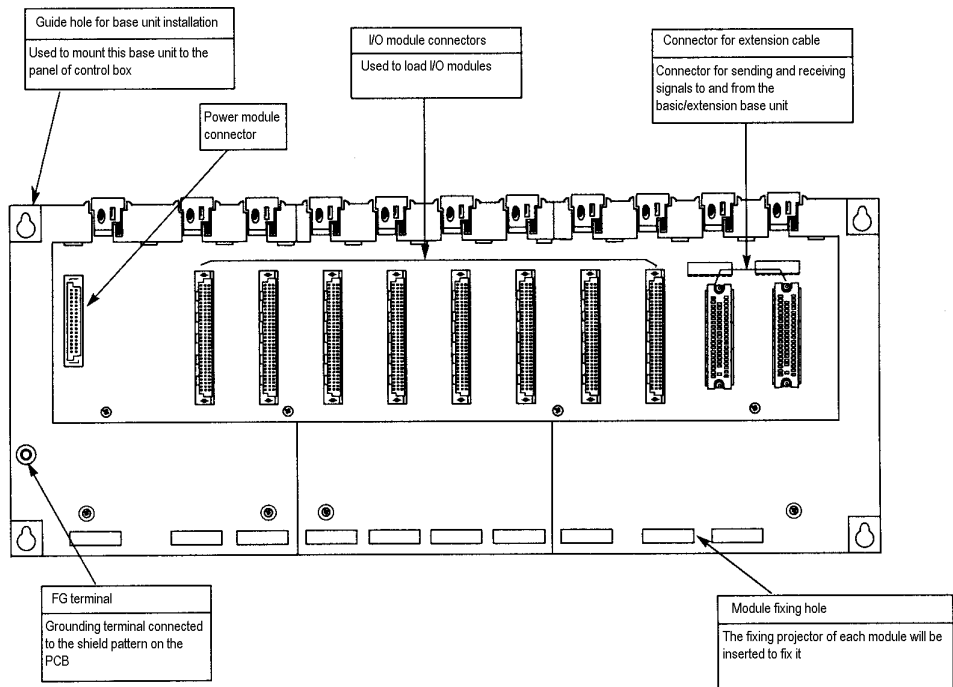 Guide hole for base unit installation
Used to mount this base unit to the
panel of control box
I/O module connectors
Used to load I/O modules
Connector for extension cable
Connector for sending and receiving
signals to and from the
basic/extension base unit
Power module
connector
FG terminal
Grounding terminal connected
to the shield pattern on the
PCB
Module fixing hole
The fixing projector of each module will be
inserted to fix it